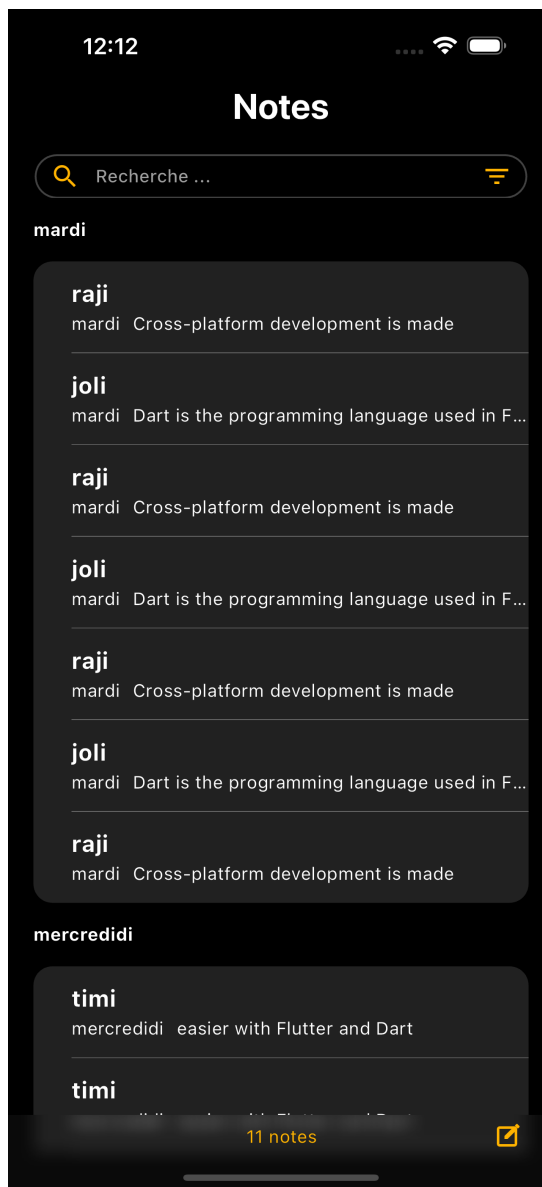 12:12
Notes
Recherche ...
mardi
raji
mardi Cross-platform development is made
joli
mardi Dart is the programming language used in F...
raji
mardi Cross-platform development is made
joli
mardi Dart is the programming language used in F...
raji
mardi Cross-platform development is made
joli
mardi Dart is the programming language used in F...
raji
mardi Cross-platform development is made
mercredidi
timi
mercredidi easier with Flutter and Dart
timi
11 notes